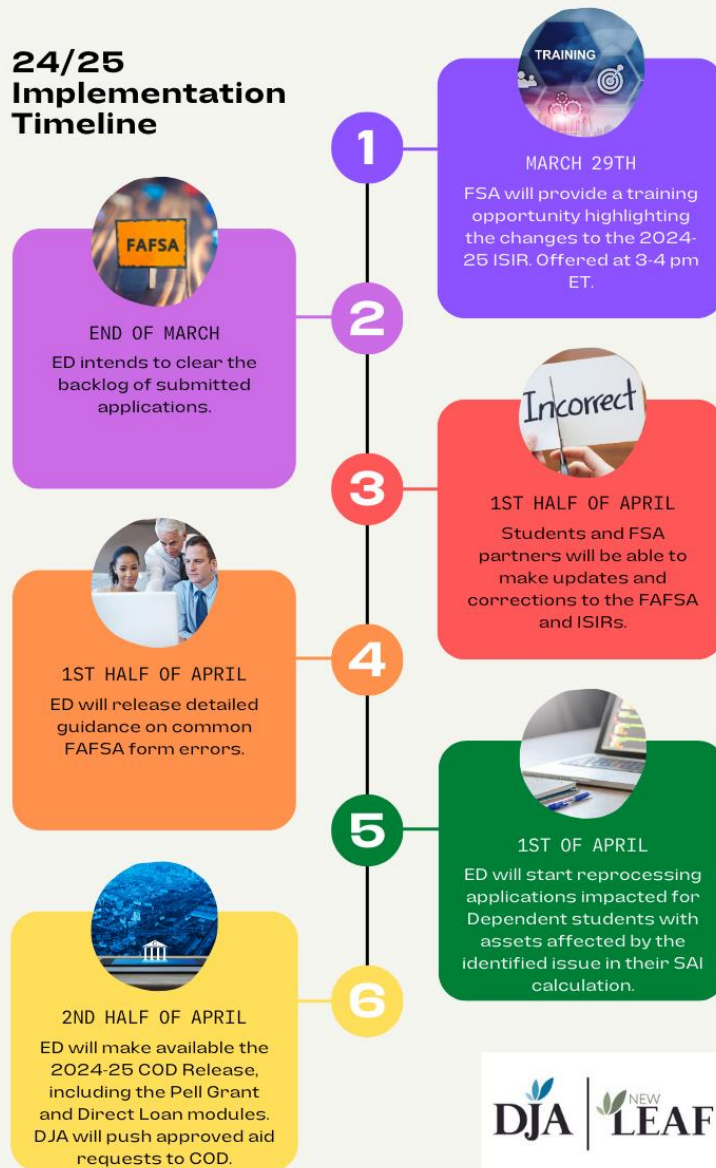 24/25
Implementation
Timeline
1
TRAINING
MARCH 29TH
FSA will provide a training
opportunity highlighting
the changes to the 2024-
25 ISIR. Offered at 3-4 pm
ET.
2
FAFSA
END OF MARCH
ED intends to clear the
backlog of submitted
applications.
3
Incorrect
1ST HALF OF APRIL
Students and FSA
partners will be able to
make updates and
corrections to the FAFSA
and ISIRs.
4
1ST HALF OF APRIL
ED will release detailed
guidance on common
FAFSA form errors.
5
1ST OF APRIL
ED will start reprocessing
applications impacted for
Dependent students with
assets affected by the
identified issue in their SAI
calculation.
6
2ND HALF OF APRIL
ED will make available the
2024-25 COD Release,
including the Pell Grant
and Direct Loan modules.
DJA will push approved aid
requests to COD.
DJA | NEW LEAF